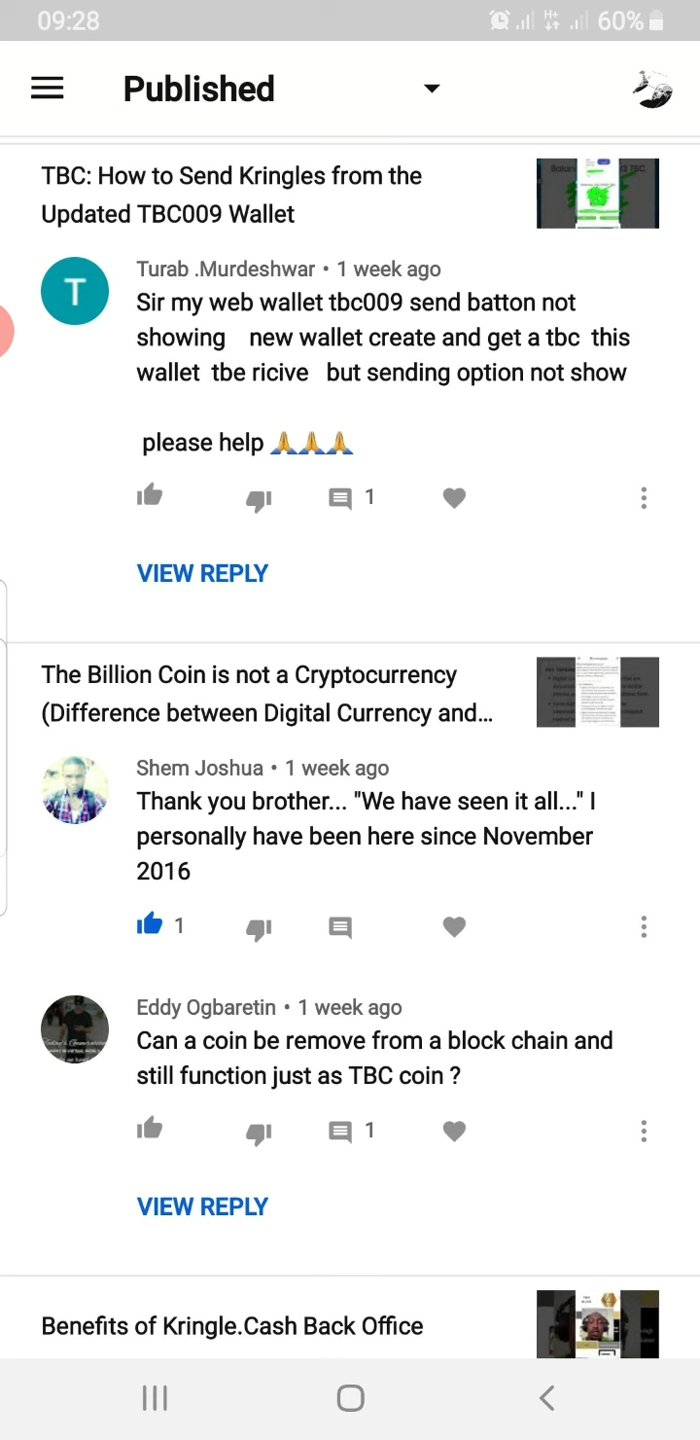 09:28
H+
60%
Published
TBC: How to Send Kringles from the
Updated TBC009 Wallet
T
Turab .Murdeshwar • 1 week ago
Sir my web wallet tbc009 send batton not
showing new wallet create and get a tbc this
wallet tbe ricive but sending option not show
please help 🙏🙏🙏
1
VIEW REPLY
The Billion Coin is not a Cryptocurrency
(Difference between Digital Currency and...
Shem Joshua • 1 week ago
Thank you brother... "We have seen it all..." I
personally have been here since November
2016
1
Eddy Ogbaretin • 1 week ago
Can a coin be remove from a block chain and
still function just as TBC coin ?
1
VIEW REPLY
Benefits of Kringle.Cash Back Office